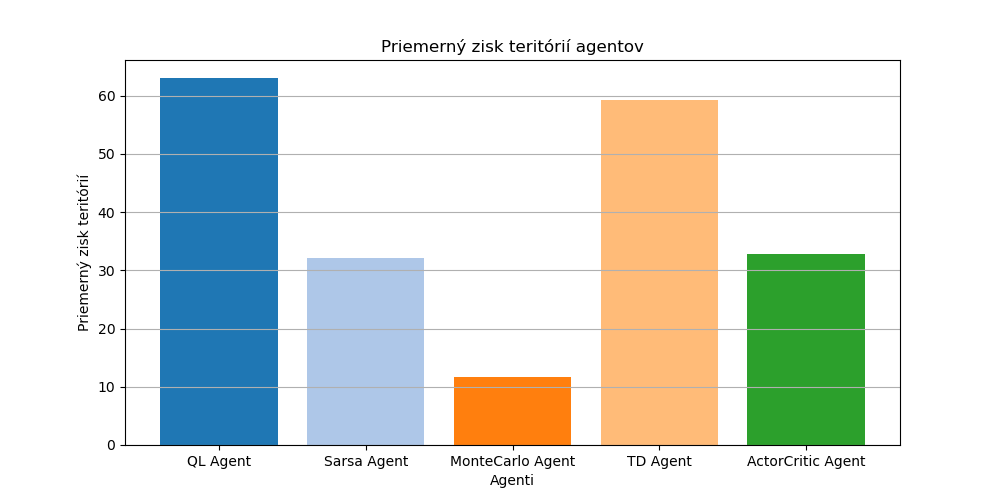 Priemerný zisk teritórií agentov
Priemerný zisk teritórií
60
50
40
30
20
10
0
QL Agent
Sarsa Agent
MonteCarlo Agent
TD Agent
ActorCritic Agent
Agenti